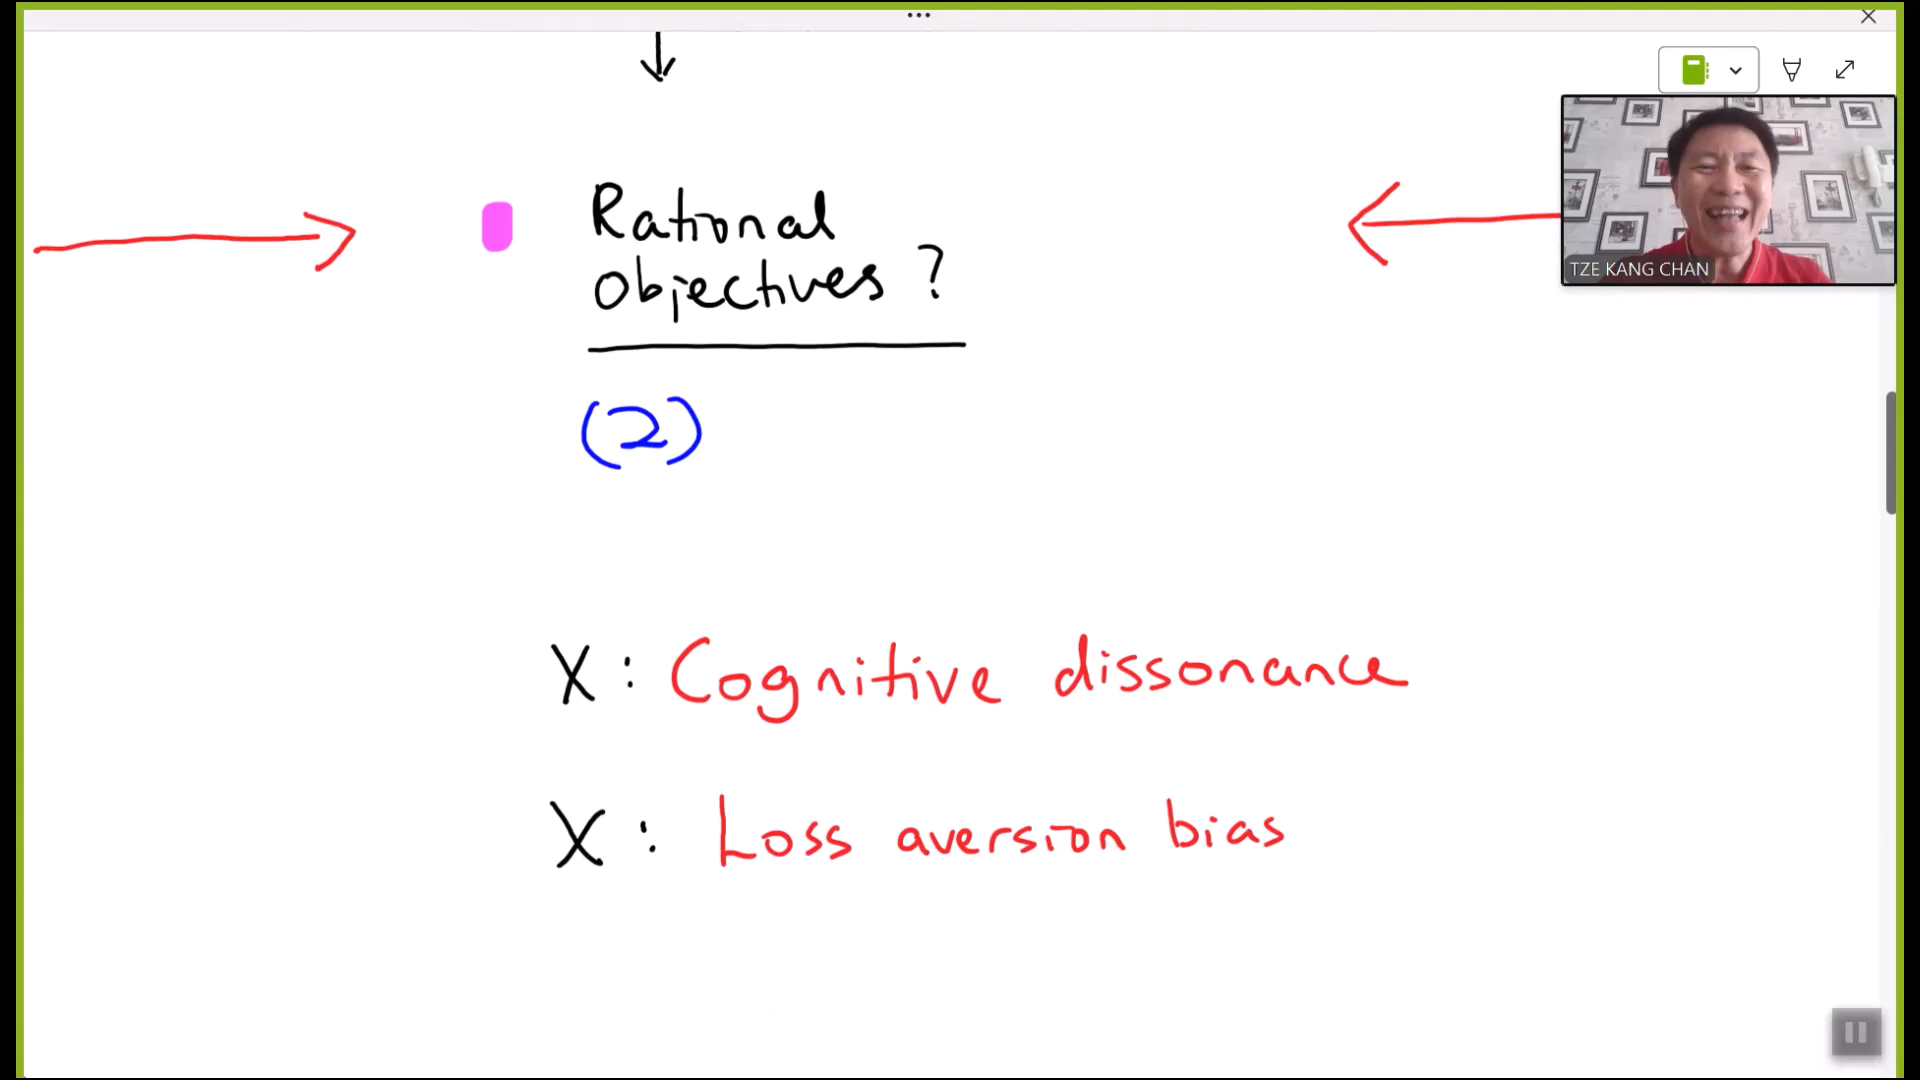 Rational
objectives ?
TZE KANG CHAN
(2)
X : Cognitive dissonance
X : Loss aversion bias